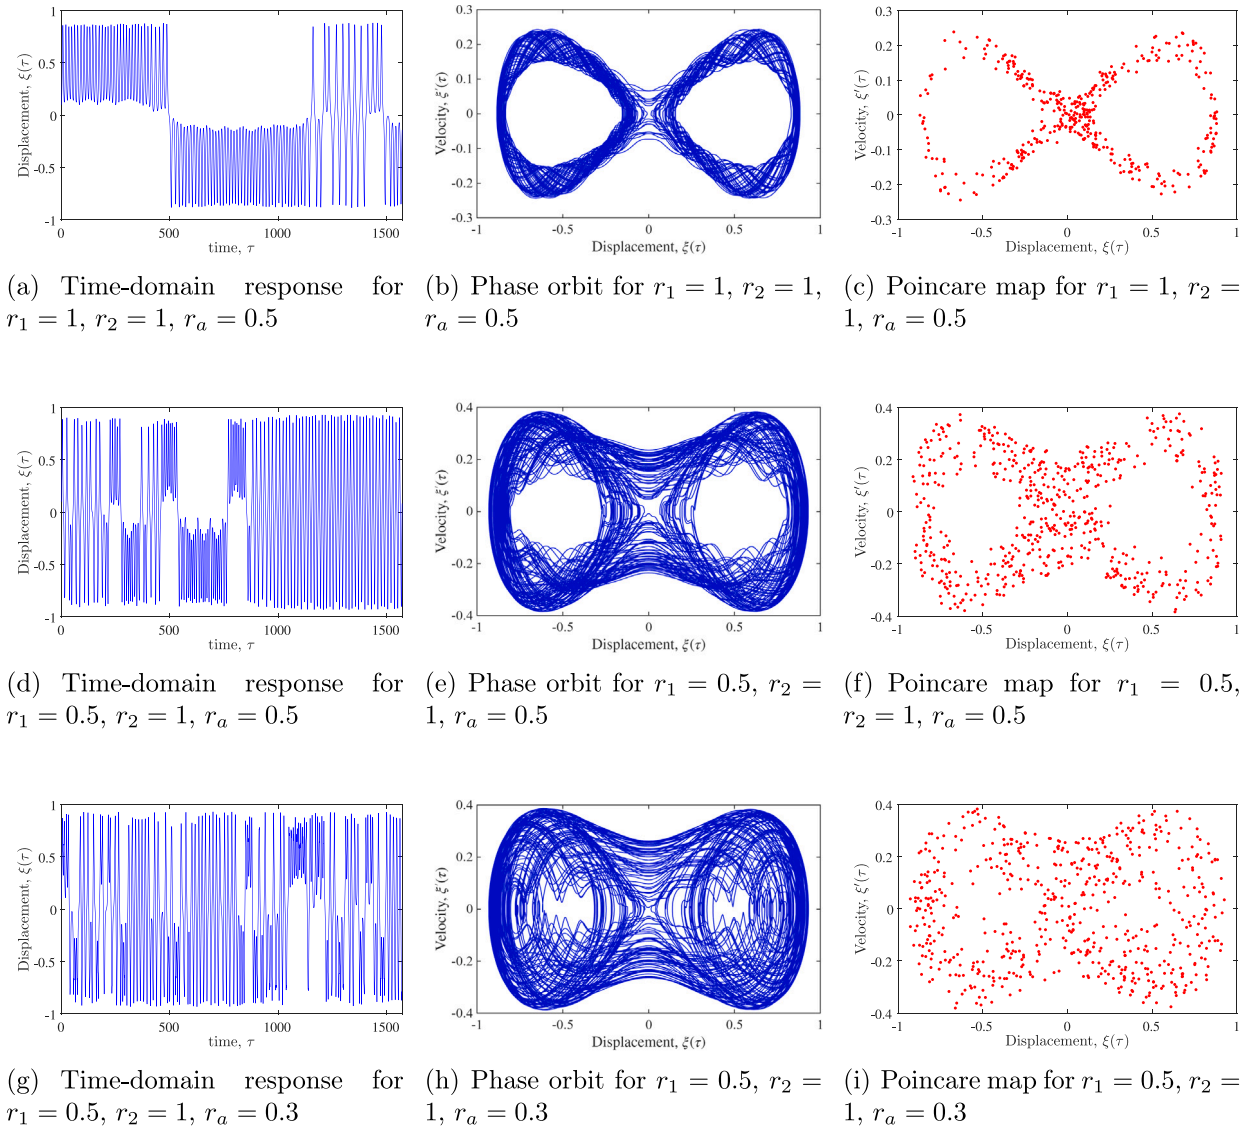 1
0.5
0
-0.5
-1
Displacement, ξ(τ)
0 500 1000 1500
time, τ
0.3
0.2
0.1
0
-0.1
-0.2
-0.3
Velocity, ξ′(τ)
-1 -0.5 0 0.5 1
Displacement, ξ(τ)
0.3
0.2
0.1
0
-0.1
-0.2
-0.3
Velocity, ξ′(τ)
-1 -0.5 0 0.5 1
Displacement, ξ(τ)
(a) Time-domain response for
r₁ = 1, r₂ = 1, rₐ = 0.5
(b) Phase orbit for r₁ = 1, r₂ = 1,
rₐ = 0.5
(c) Poincare map for r₁ = 1, r₂ =
1, rₐ = 0.5
1
0.5
0
-0.5
-1
Displacement, ξ(τ)
0 500 1000 1500
time, τ
0.4
0.2
0
-0.2
-0.4
Velocity, ξ′(τ)
-1 -0.5 0 0.5 1
Displacement, ξ(τ)
0.4
0.2
0
-0.2
-0.4
Velocity, ξ′(τ)
-1 -0.5 0 0.5 1
Displacement, ξ(τ)
(d) Time-domain response for
r₁ = 0.5, r₂ = 1, rₐ = 0.5
(e) Phase orbit for r₁ = 0.5, r₂ =
1, rₐ = 0.5
(f) Poincare map for r₁ = 0.5,
r₂ = 1, rₐ = 0.5
1
0.5
0
-0.5
-1
Displacement, ξ(τ)
0 500 1000 1500
time, τ
0.4
0.2
0
-0.2
-0.4
Velocity, ξ′(τ)
-1 -0.5 0 0.5 1
Displacement, ξ(τ)
0.4
0.2
0
-0.2
-0.4
Velocity, ξ′(τ)
-1 -0.5 0 0.5 1
Displacement, ξ(τ)
(g) Time-domain response for
r₁ = 0.5, r₂ = 1, rₐ = 0.3
(h) Phase orbit for r₁ = 0.5, r₂ =
1, rₐ = 0.3
(i) Poincare map for r₁ = 0.5, r₂ =
1, rₐ = 0.3